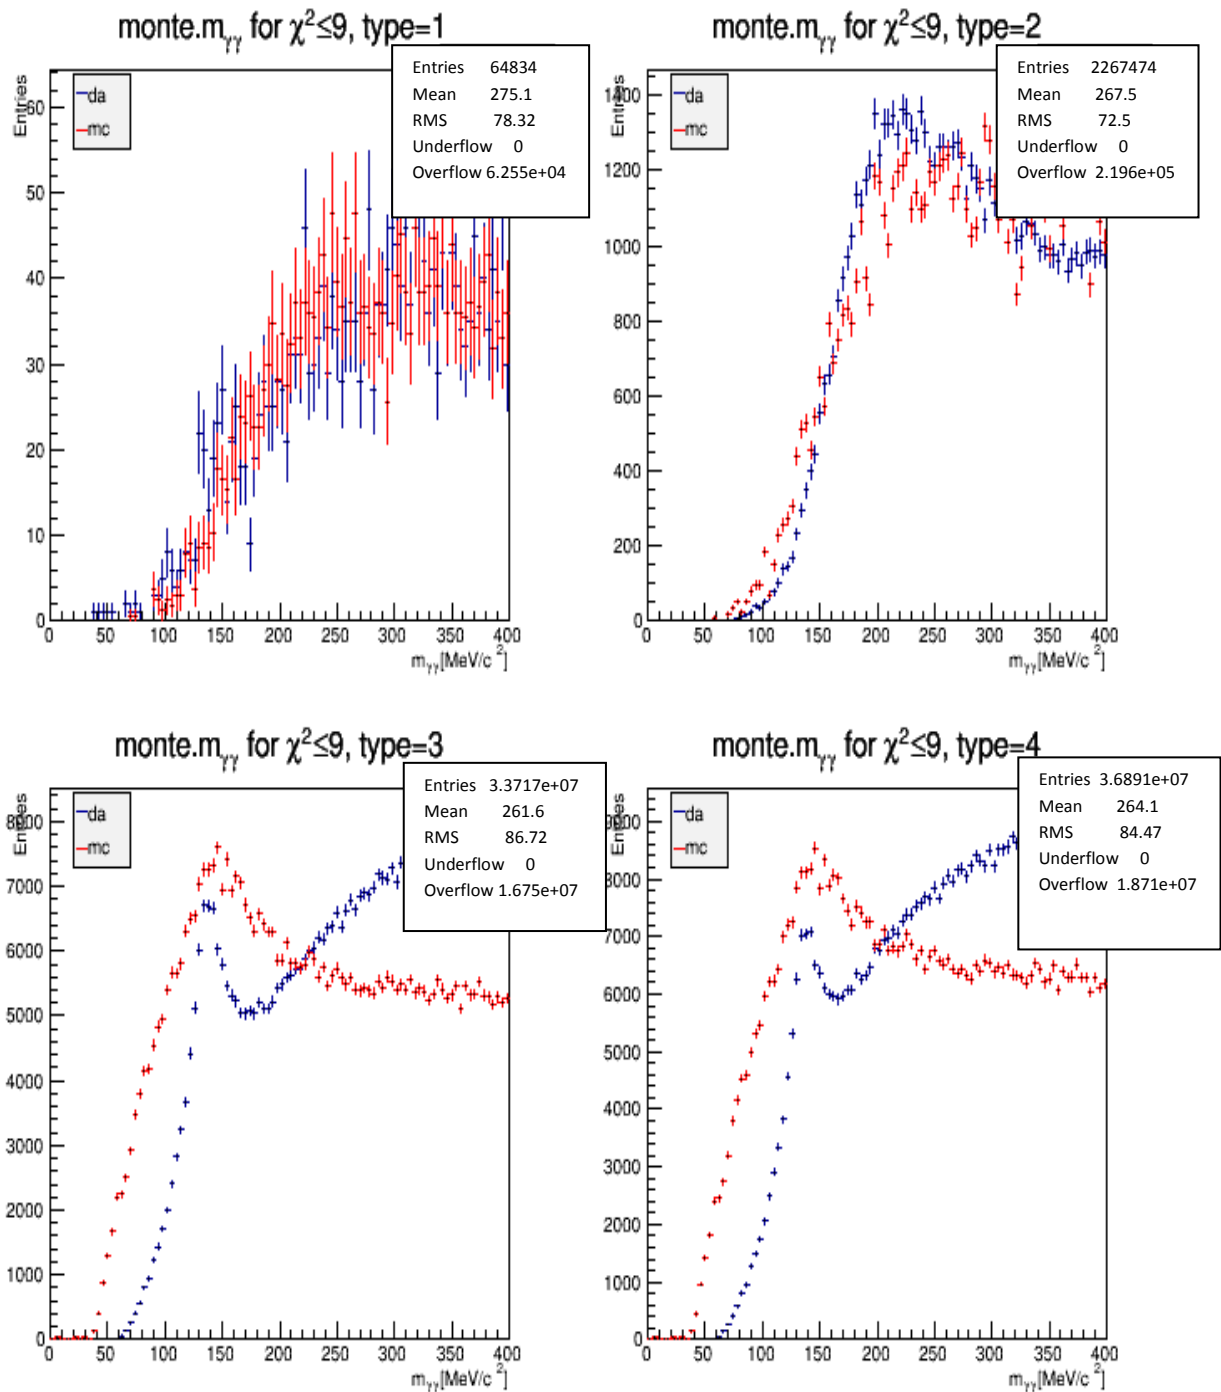 monte.mγγ for χ²≤9, type=1
Entries 64834
Mean 275.1
RMS 78.32
Underflow 0
Overflow 6.255e+04
da
mc
Entries
60
50
40
30
20
10
0
0 50 100 150 200 250 300 350 400
mγγ[MeV/c²]
monte.mγγ for χ²≤9, type=2
Entries 2267474
Mean 267.5
RMS 72.5
Underflow 0
Overflow 2.196e+05
da
mc
Entries
1400
1200
1000
800
600
400
200
0
0 50 100 150 200 250 300 350 400
mγγ[MeV/c²]
monte.mγγ for χ²≤9, type=3
Entries 3.3717e+07
Mean 261.6
RMS 86.72
Underflow 0
Overflow 1.675e+07
da
mc
Entries
8000
7000
6000
5000
4000
3000
2000
1000
0
0 50 100 150 200 250 300 350 400
mγγ[MeV/c²]
monte.mγγ for χ²≤9, type=4
Entries 3.6891e+07
Mean 264.1
RMS 84.47
Underflow 0
Overflow 1.871e+07
da
mc
Entries
9000
8000
7000
6000
5000
4000
3000
2000
1000
0
0 50 100 150 200 250 300 350 400
mγγ[MeV/c²]